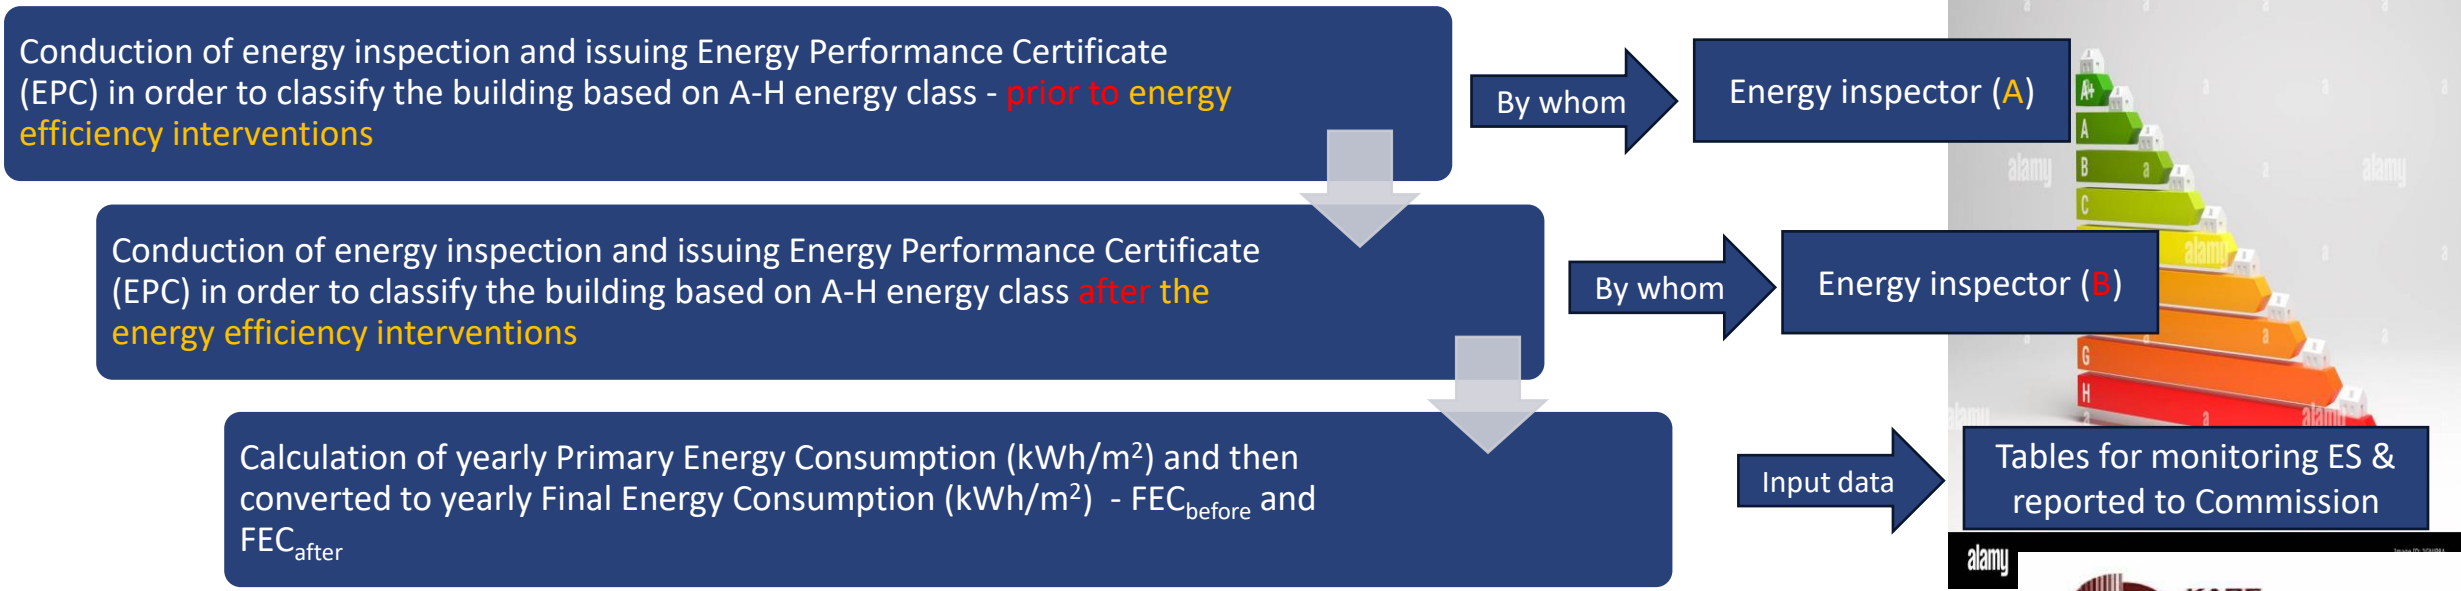 Conduction of energy inspection and issuing Energy Performance Certificate
(EPC) in order to classify the building based on A-H energy class - prior to energy
efficiency interventions
By whom
Energy inspector (A)
Conduction of energy inspection and issuing Energy Performance Certificate
(EPC) in order to classify the building based on A-H energy class after the
energy efficiency interventions
By whom
Energy inspector (B)
Calculation of yearly Primary Energy Consumption (kWh/m²) and then
converted to yearly Final Energy Consumption (kWh/m²) - FECbefore and
FECafter
Input data
Tables for monitoring ES &
reported to Commission
A+
A
B
C
G
H
alamy
alamy
alamy
alamy
alamy
alamy